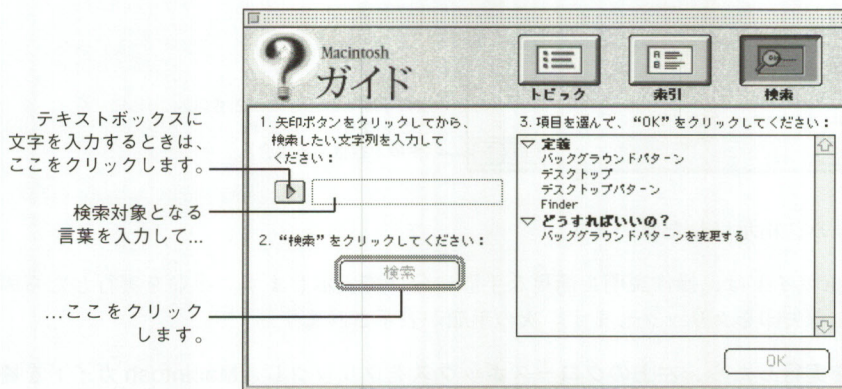 Macintosh
ガイド
トピック
索引
検索
テキストボックスに
文字を入力するときは、
ここをクリックします。
検索対象となる
言葉を入力して...
...ここをクリック
します。
1. 矢印ボタンをクリックしてから、
検索したい文字列を入力して
ください：
2. “検索”をクリックしてください：
検索
3. 項目を選んで、“OK”をクリックしてください：
▽ 定義
バックグラウンドパターン
デスクトップ
デスクトップパターン
Finder
▽ どうすればいいの？
バックグラウンドパターンを変更する
OK